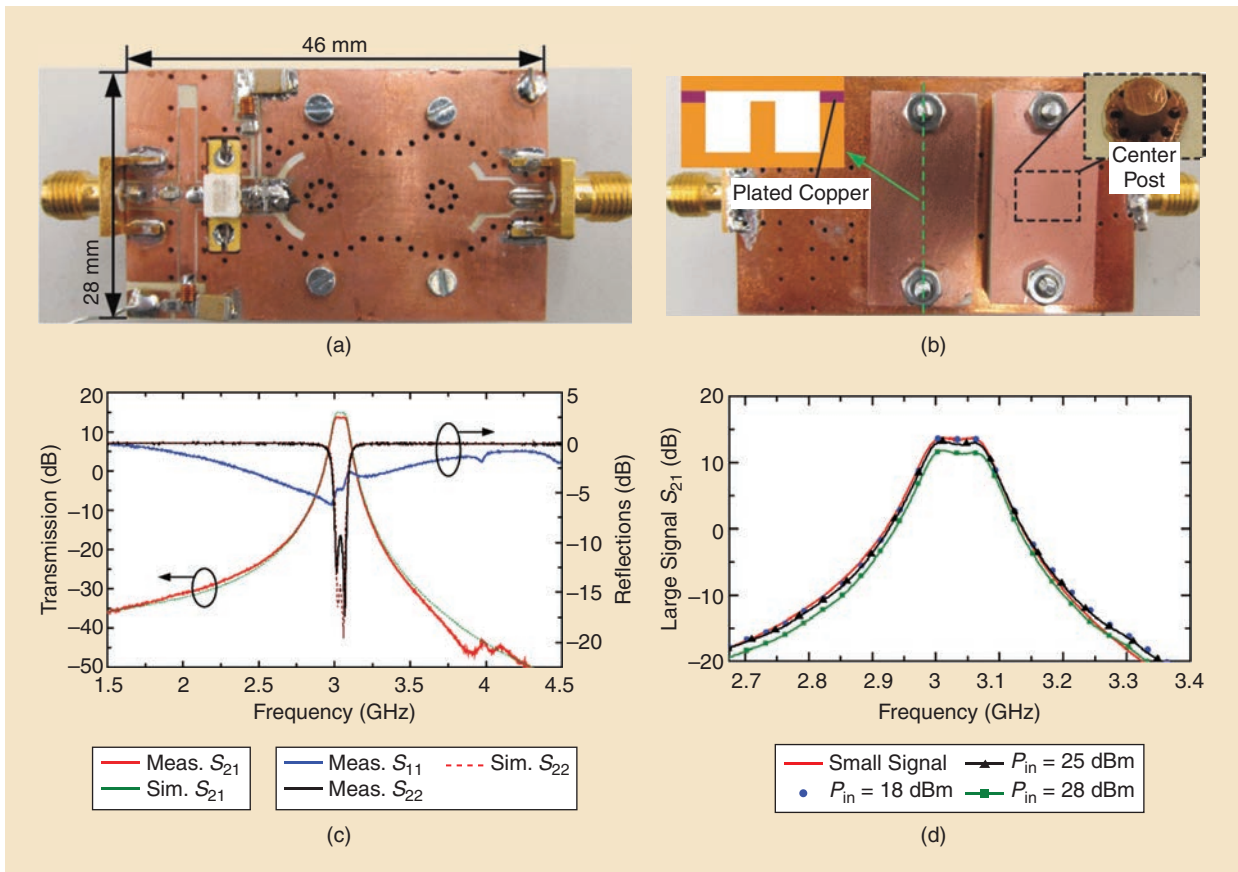 46 mm
28 mm
(a)
Plated Copper
Center
Post
(b)
20
10
0
−10
−20
−30
−40
−50
Transmission (dB)
5
0
−5
−10
−15
−20
Reflections (dB)
1.5 2 2.5 3 3.5 4 4.5
Frequency (GHz)
Meas. S21
Sim. S21
Meas. S11
Meas. S22
Sim. S22
(c)
20
10
0
−10
−20
Large Signal S21 (dB)
2.7 2.8 2.9 3 3.1 3.2 3.3 3.4
Frequency (GHz)
Small Signal
Pin = 18 dBm
Pin = 25 dBm
Pin = 28 dBm
(d)